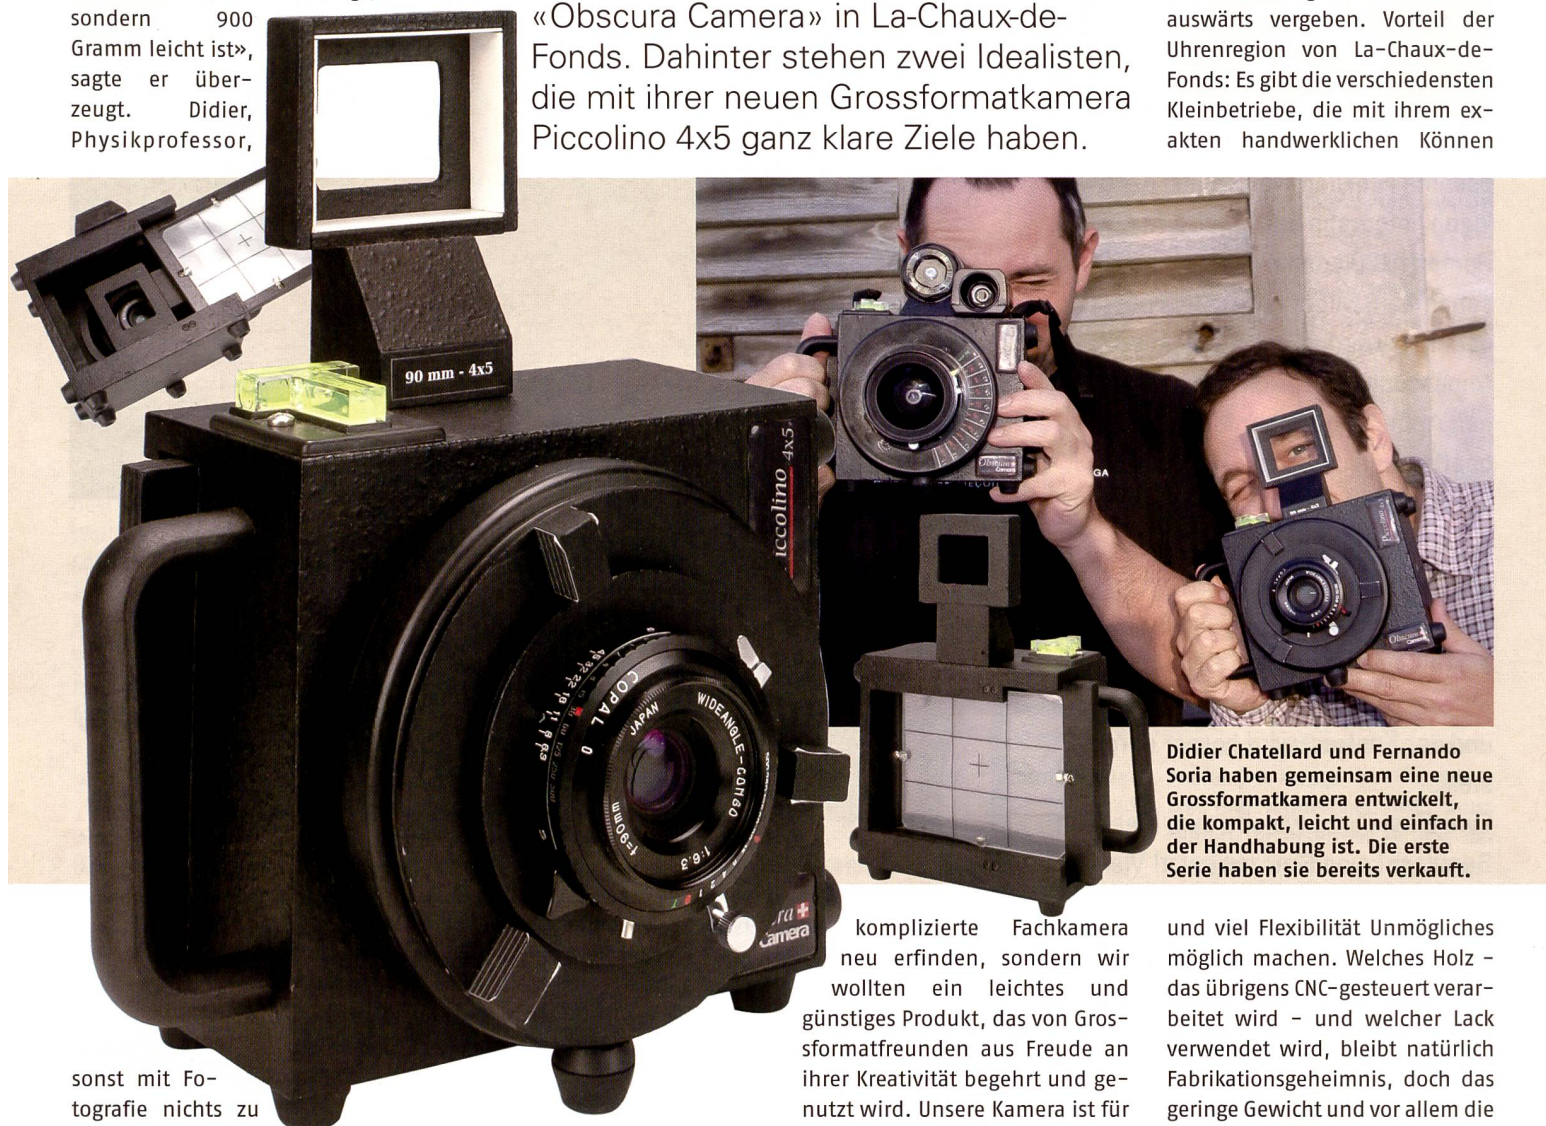 sondern 900
Gramm leicht ist»,
sagte er über-
zeugt. Didier,
Physikprofessor,
«Obscura Camera» in La-Chaux-de-
Fonds. Dahinter stehen zwei Idealisten,
die mit ihrer neuen Grossformatkamera
Piccolino 4x5 ganz klare Ziele haben.
auswärts vergeben. Vorteil der
Uhrenregion von La-Chaux-de-
Fonds: Es gibt die verschiedensten
Kleinbetriebe, die mit ihrem ex-
akten handwerklichen Können
90 mm - 4x5
iccolino 4x5
COPAL 0
JAPAN
WIDEANGLE-CONGO
1:6.3
f=90mm
ra
Camera
Obscura
Camera
GA
Piccolino
Obscura
Camera
Didier Chatellard und Fernando
Soria haben gemeinsam eine neue
Grossformatkamera entwickelt,
die kompakt, leicht und einfach in
der Handhabung ist. Die erste
Serie haben sie bereits verkauft.
sonst mit Fo-
tografie nichts zu
komplizierte Fachkamera
neu erfinden, sondern wir
wollten ein leichtes und
günstiges Produkt, das von Gros-
sformatfreunden aus Freude an
ihrer Kreativität begehrt und ge-
nutzt wird. Unsere Kamera ist für
und viel Flexibilität Unmögliches
möglich machen. Welches Holz –
das übrigens CNC-gesteuert verar-
beitet wird – und welcher Lack
verwendet wird, bleibt natürlich
Fabrikationsgeheimnis, doch das
geringe Gewicht und vor allem die